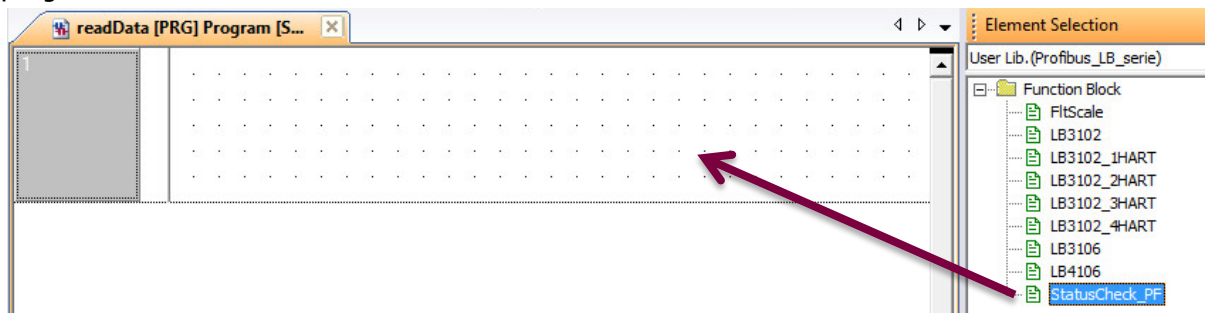 readData [PRG] Program [S...
1
Element Selection
User Lib.(Profibus_LB_serie)
Function Block
FltScale
LB3102
LB3102_1HART
LB3102_2HART
LB3102_3HART
LB3102_4HART
LB3106
LB4106
StatusCheck_PF